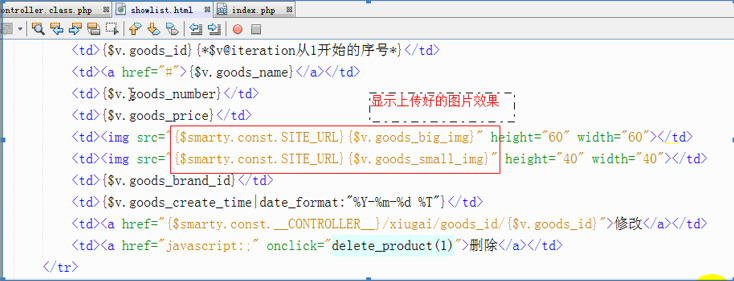 ontroller.class.php showlist.html index.php
<td>{$v.goods_id}{*$v@iteration从1开始的序号*}</td>
<td><a href="#">{$v.goods_name}</a></td>
<td>{$v.goods_number}</td>
显示上传好的图片效果
<td>{$v.goods_price}</td>
<td><img src="{$smarty.const.SITE_URL}{$v.goods_big_img}" height="60" width="60"></td>
<td><img src="{$smarty.const.SITE_URL}{$v.goods_small_img}" height="40" width="40"></td>
<td>{$v.goods_brand_id}</td>
<td>{$v.goods_create_time|date_format:"%Y-%m-%d %T"}</td>
<td><a href="{$smarty.const.__CONTROLLER__}/xiugai/goods_id/{$v.goods_id}">修改</a></td>
<td><a href="javascript:;" onclick="delete_product(1)">删除</a></td>
</tr>